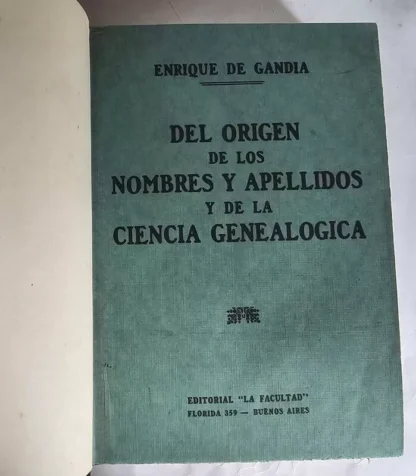 ENRIQUE DE GANDIA
DEL ORIGEN
DE LOS
NOMBRES Y APELLIDOS
Y DE LA
CIENCIA GENEALOGICA
EDITORIAL "LA FACULTAD"
FLORIDA 359 — BUENOS AIRES